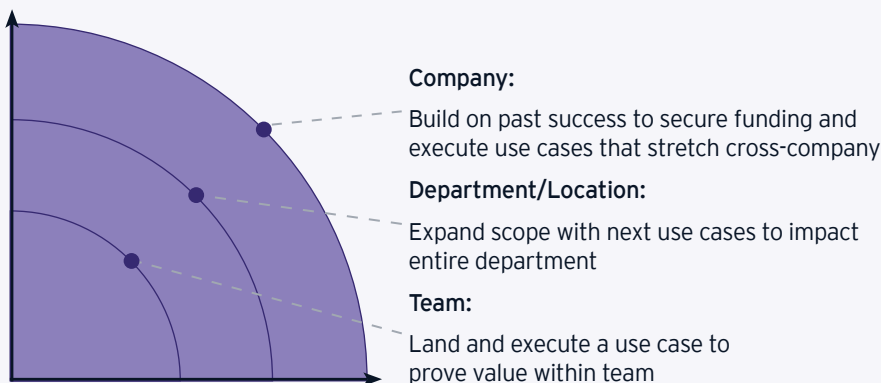 Company:
Build on past success to secure funding and
execute use cases that stretch cross-company
Department/Location:
Expand scope with next use cases to impact
entire department
Team:
Land and execute a use case to
prove value within team